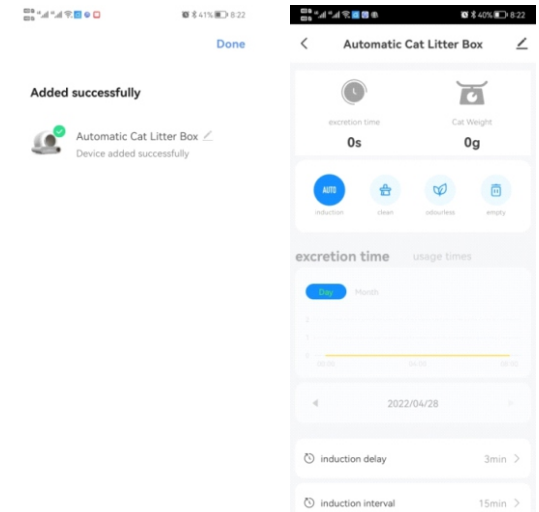 41% 8:22
Done
Added successfully
Automatic Cat Litter Box
Device added successfully
40% 8:22
Automatic Cat Litter Box
excretion time Cat Weight
0s 0g
AUTO
induction clean odourless empty
excretion time usage times
Day Month
00:00
2022/04/28
induction delay 3min
induction interval 15min